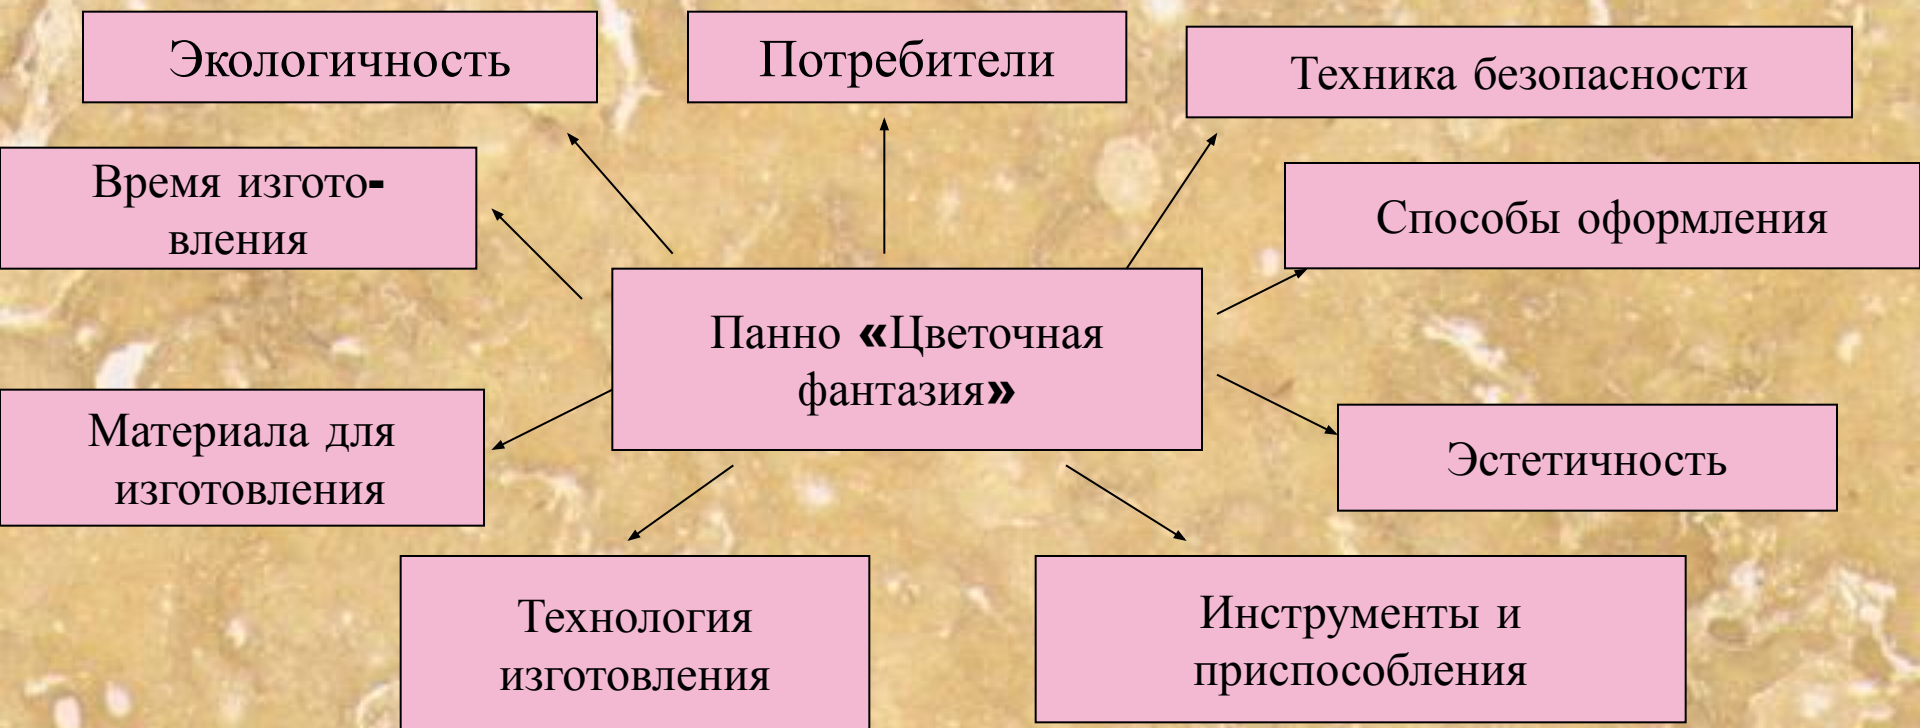 Экологичность
Потребители
Техника безопасности
Время изгото-
вления
Способы оформления
Панно «Цветочная
фантазия»
Материала для
изготовления
Эстетичность
Технология
изготовления
Инструменты и
приспособления